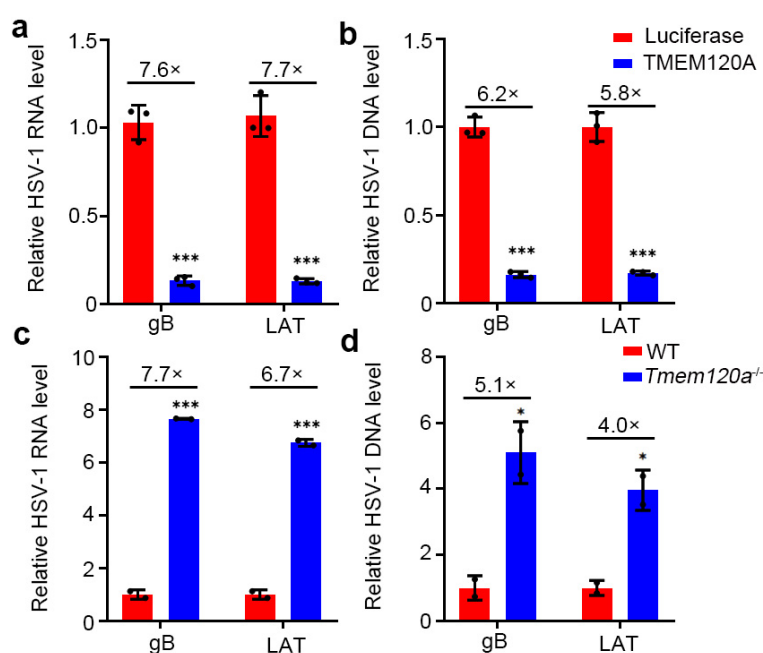 a
Relative HSV-1 RNA level
1.5
1.0
0.5
0
7.6×
7.7×
***
***
gB
LAT
b
Relative HSV-1 DNA level
1.5
1.0
0.5
0
Luciferase
TMEM120A
6.2×
5.8×
***
***
gB
LAT
c
Relative HSV-1 RNA level
10
8
6
4
2
0
7.7×
6.7×
***
***
gB
LAT
d
Relative HSV-1 DNA level
8
6
4
2
0
WT
Tmem120a-/-
5.1×
4.0×
*
*
gB
LAT